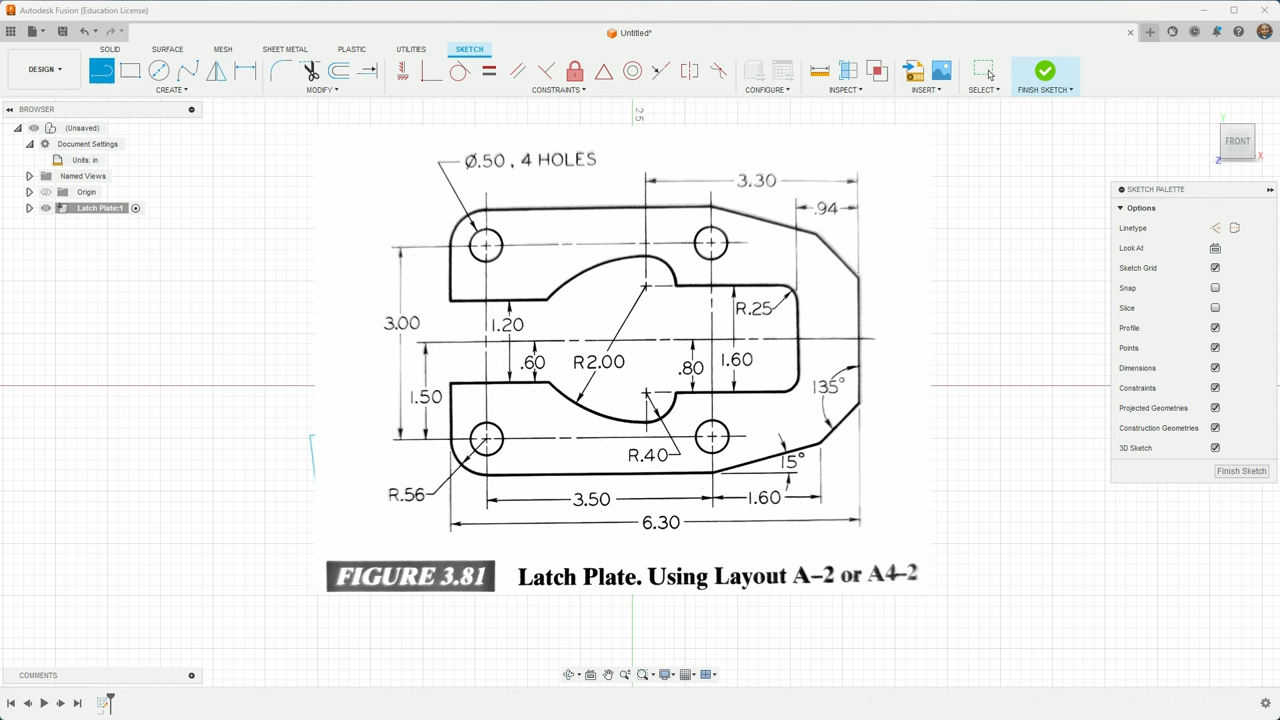 Autodesk Fusion (Education License)
Untitled*
SOLID SURFACE MESH SHEET METAL PLASTIC UTILITIES SKETCH
DESIGN
CREATE MODIFY CONSTRAINTS CONFIGURE INSPECT INSERT SELECT FINISH SKETCH
BROWSER
(Unsaved)
Document Settings
Units: in
Named Views
Origin
Latch Plate:1
2.5
FRONT
Y
X
Z
SKETCH PALETTE
Options
Linetype
Look At
Sketch Grid
Snap
Slice
Profile
Points
Dimensions
Constraints
Projected Geometries
Construction Geometries
3D Sketch
Finish Sketch
Ø.50 , 4 HOLES
3.30
.94
R.25
3.00
1.20
.60
R2.00
.80
1.60
1.50
135°
R.40
15°
R.56
3.50
1.60
6.30
FIGURE 3.81 Latch Plate. Using Layout A–2 or A4–2
COMMENTS